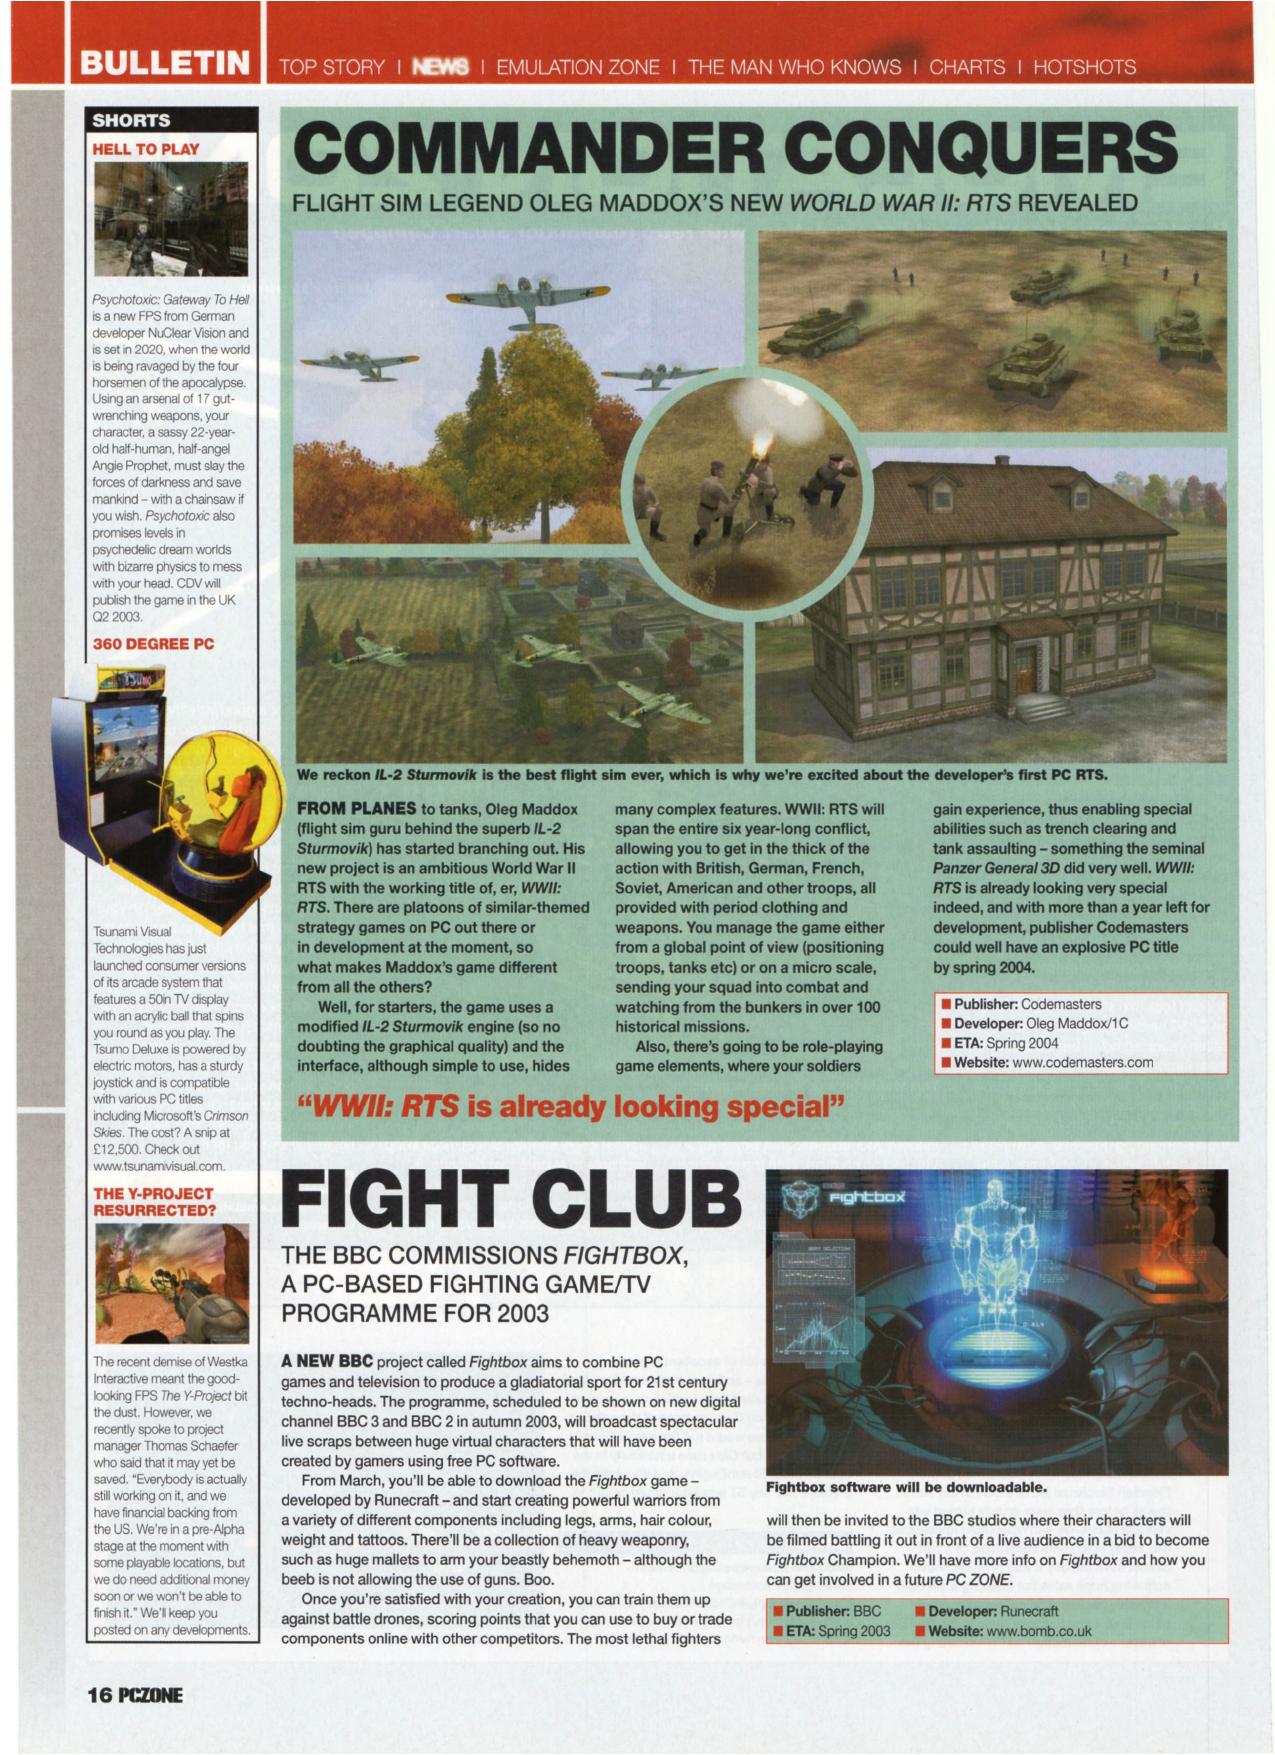 BULLETIN
TOP STORY | NEWS | EMULATION ZONE | THE MAN WHO KNOWS | CHARTS | HOTSHOTS
SHORTS
HELL TO PLAY
Psychotoxic: Gateway To Hell
is a new FPS from German
developer NuClear Vision and
is set in 2020, when the world
is being ravaged by the four
horsemen of the apocalypse.
Using an arsenal of 17 gut-
wrenching weapons, your
character, a sassy 22-year-
old half-human, half-angel
Angie Prophet, must slay the
forces of darkness and save
mankind – with a chainsaw if
you wish. Psychotoxic also
promises levels in
psychedelic dream worlds
with bizarre physics to mess
with your head. CDV will
publish the game in the UK
Q2 2003.
360 DEGREE PC
Tsunami Visual
Technologies has just
launched consumer versions
of its arcade system that
features a 50in TV display
with an acrylic ball that spins
you round as you play. The
Tsumo Deluxe is powered by
electric motors, has a sturdy
joystick and is compatible
with various PC titles
including Microsoft's Crimson
Skies. The cost? A snip at
£12,500. Check out
www.tsunamivisual.com.
THE Y-PROJECT
RESURRECTED?
The recent demise of Westka
Interactive meant the good-
looking FPS The Y-Project bit
the dust. However, we
recently spoke to project
manager Thomas Schaefer
who said that it may yet be
saved. "Everybody is actually
still working on it, and we
have financial backing from
the US. We're in a pre-Alpha
stage at the moment with
some playable locations, but
we do need additional money
soon or we won't be able to
finish it." We'll keep you
posted on any developments.
COMMANDER CONQUERS
FLIGHT SIM LEGEND OLEG MADDOX'S NEW WORLD WAR II: RTS REVEALED
We reckon IL-2 Sturmovik is the best flight sim ever, which is why we're excited about the developer's first PC RTS.
FROM PLANES to tanks, Oleg Maddox
(flight sim guru behind the superb IL-2
Sturmovik) has started branching out. His
new project is an ambitious World War II
RTS with the working title of, er, WWII:
RTS. There are platoons of similar-themed
strategy games on PC out there or
in development at the moment, so
what makes Maddox's game different
from all the others?
Well, for starters, the game uses a
modified IL-2 Sturmovik engine (so no
doubting the graphical quality) and the
interface, although simple to use, hides
many complex features. WWII: RTS will
span the entire six year-long conflict,
allowing you to get in the thick of the
action with British, German, French,
Soviet, American and other troops, all
provided with period clothing and
weapons. You manage the game either
from a global point of view (positioning
troops, tanks etc) or on a micro scale,
sending your squad into combat and
watching from the bunkers in over 100
historical missions.
Also, there's going to be role-playing
game elements, where your soldiers
gain experience, thus enabling special
abilities such as trench clearing and
tank assaulting – something the seminal
Panzer General 3D did very well. WWII:
RTS is already looking very special
indeed, and with more than a year left for
development, publisher Codemasters
could well have an explosive PC title
by spring 2004.
■ Publisher: Codemasters
■ Developer: Oleg Maddox/1C
■ ETA: Spring 2004
■ Website: www.codemasters.com
"WWII: RTS is already looking special"
FIGHT CLUB
THE BBC COMMISSIONS FIGHTBOX,
A PC-BASED FIGHTING GAME/TV
PROGRAMME FOR 2003
A NEW BBC project called Fightbox aims to combine PC
games and television to produce a gladiatorial sport for 21st century
techno-heads. The programme, scheduled to be shown on new digital
channel BBC 3 and BBC 2 in autumn 2003, will broadcast spectacular
live scraps between huge virtual characters that will have been
created by gamers using free PC software.
From March, you'll be able to download the Fightbox game –
developed by Runecraft – and start creating powerful warriors from
a variety of different components including legs, arms, hair colour,
weight and tattoos. There'll be a collection of heavy weaponry,
such as huge mallets to arm your beastly behemoth – although the
beeb is not allowing the use of guns. Boo.
Once you're satisfied with your creation, you can train them up
against battle drones, scoring points that you can use to buy or trade
components online with other competitors. The most lethal fighters
Fightbox
Fightbox software will be downloadable.
will then be invited to the BBC studios where their characters will
be filmed battling it out in front of a live audience in a bid to become
Fightbox Champion. We'll have more info on Fightbox and how you
can get involved in a future PC ZONE.
■ Publisher: BBC ■ Developer: Runecraft
■ ETA: Spring 2003 ■ Website: www.bomb.co.uk
16 PCZONE